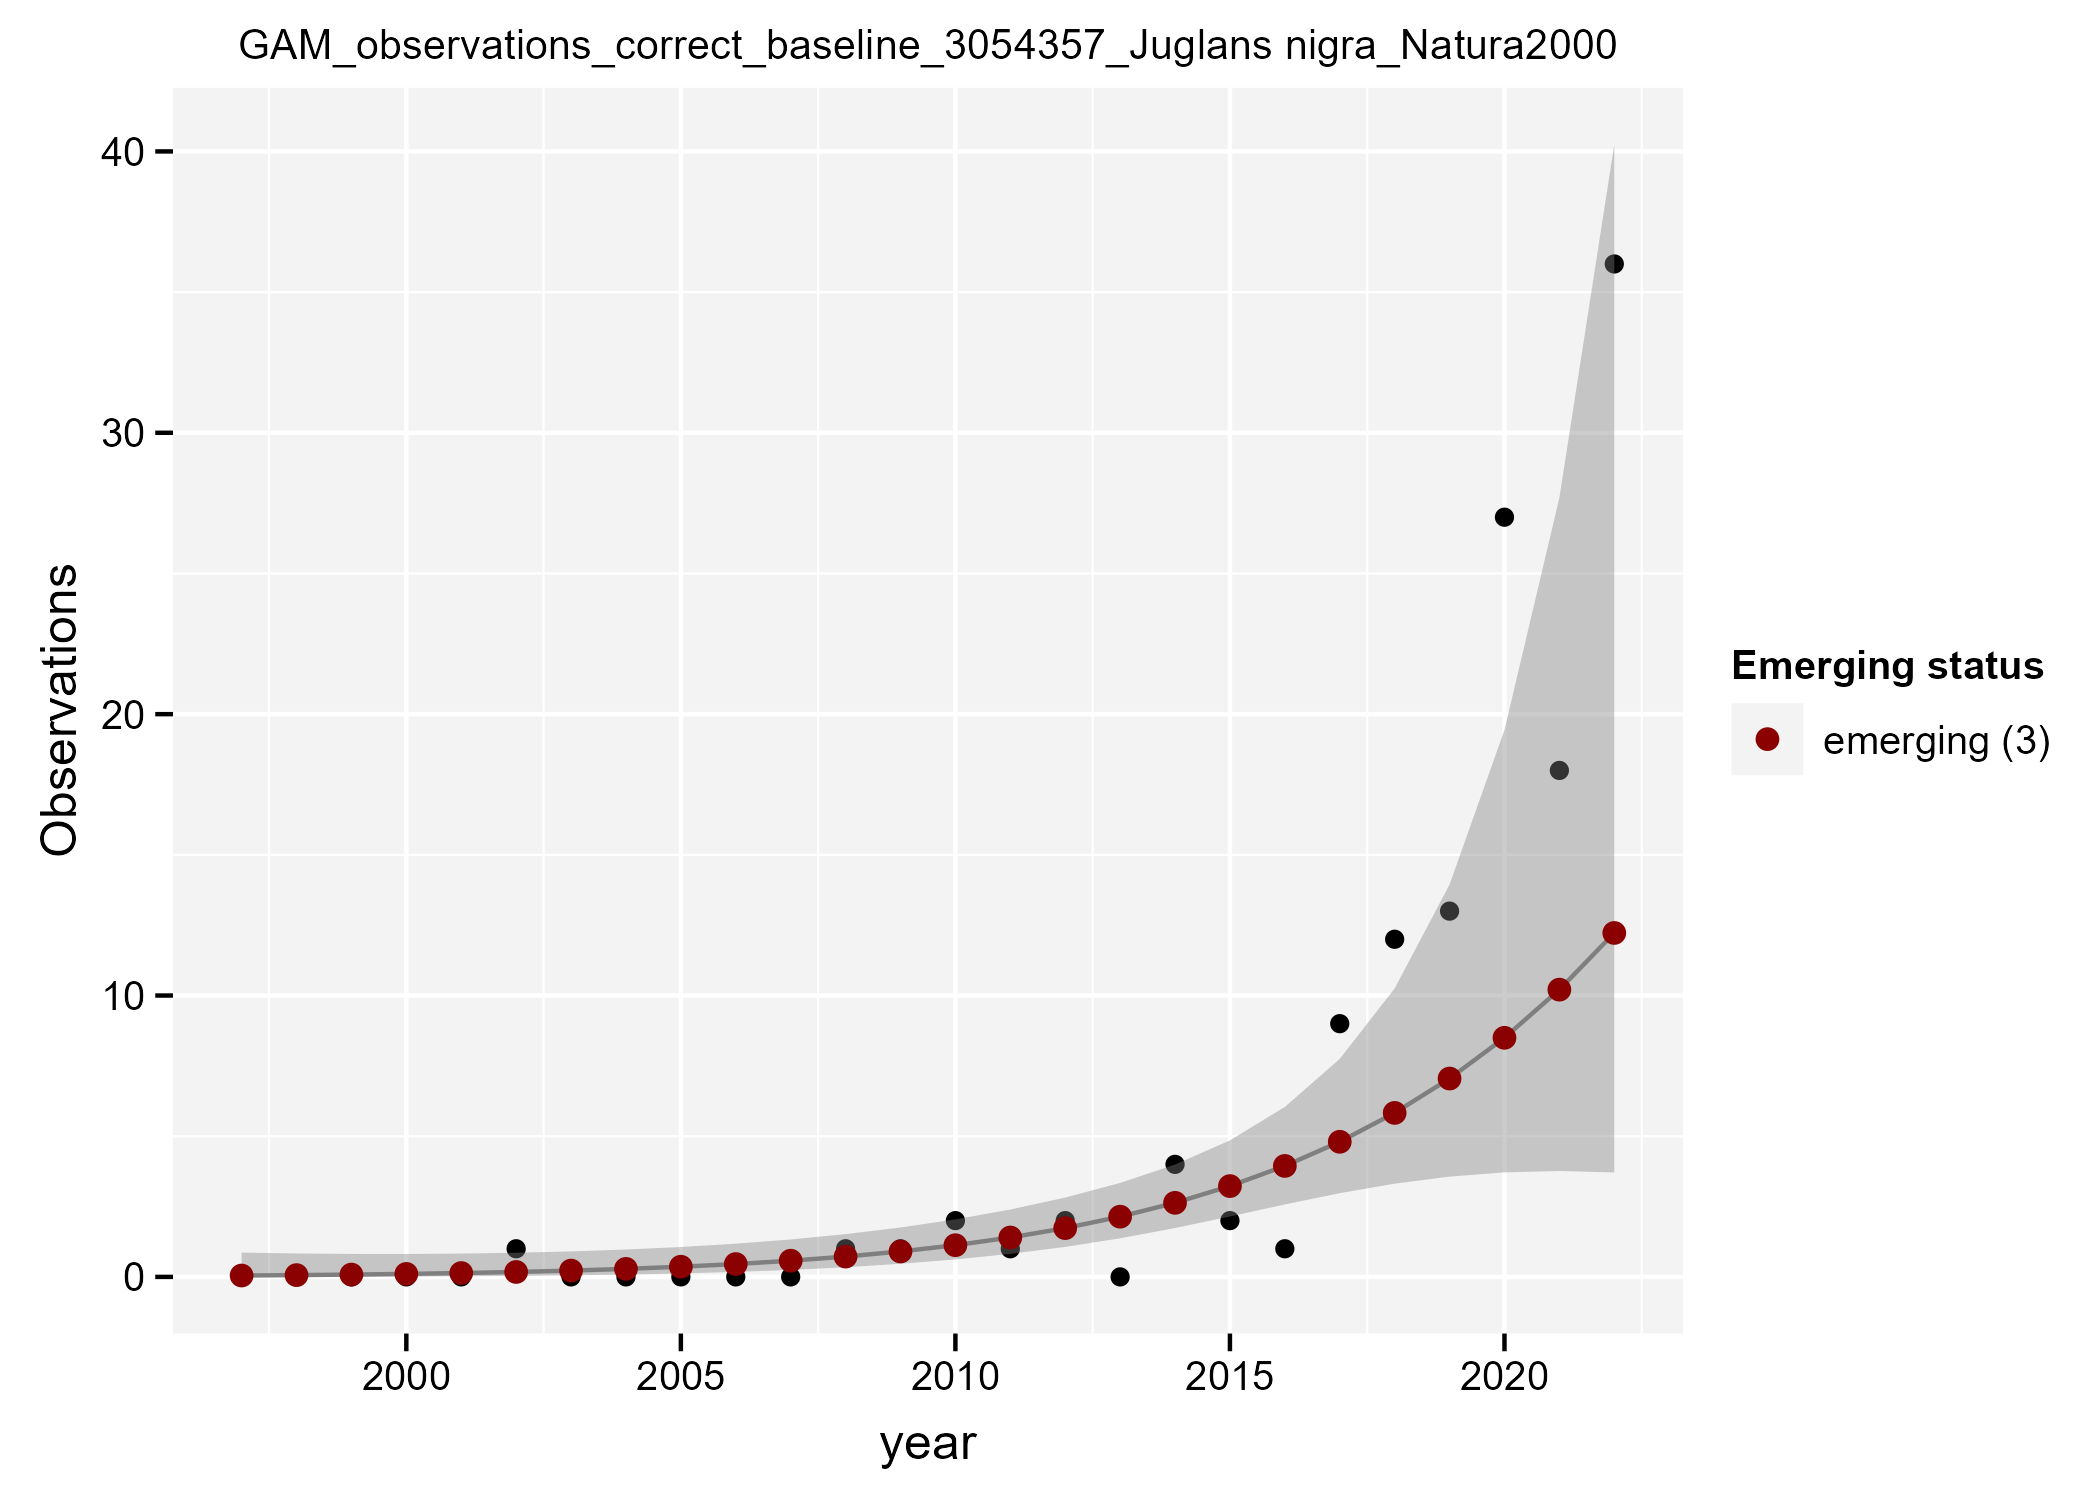 GAM_observations_correct_baseline_3054357_Juglans nigra_Natura2000
40
30
20
10
0
Observations
2000 2005 2010 2015 2020
year
Emerging status
emerging (3)